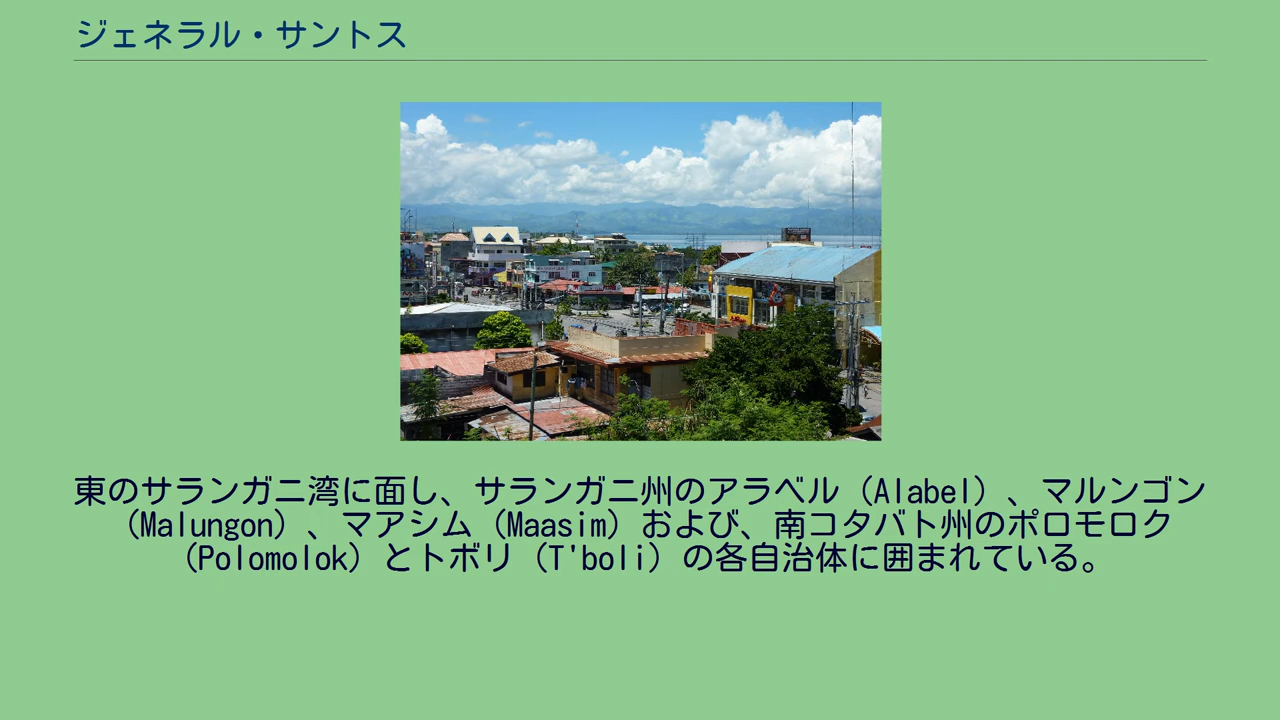 ジェネラル・サントス
東のサランガニ湾に面し、サランガニ州のアラベル（Alabel）、マルンゴン
（Malungon）、マアシム（Maasim）および、南コタバト州のポロモロク
（Polomolok）とトボリ（T'boli）の各自治体に囲まれている。